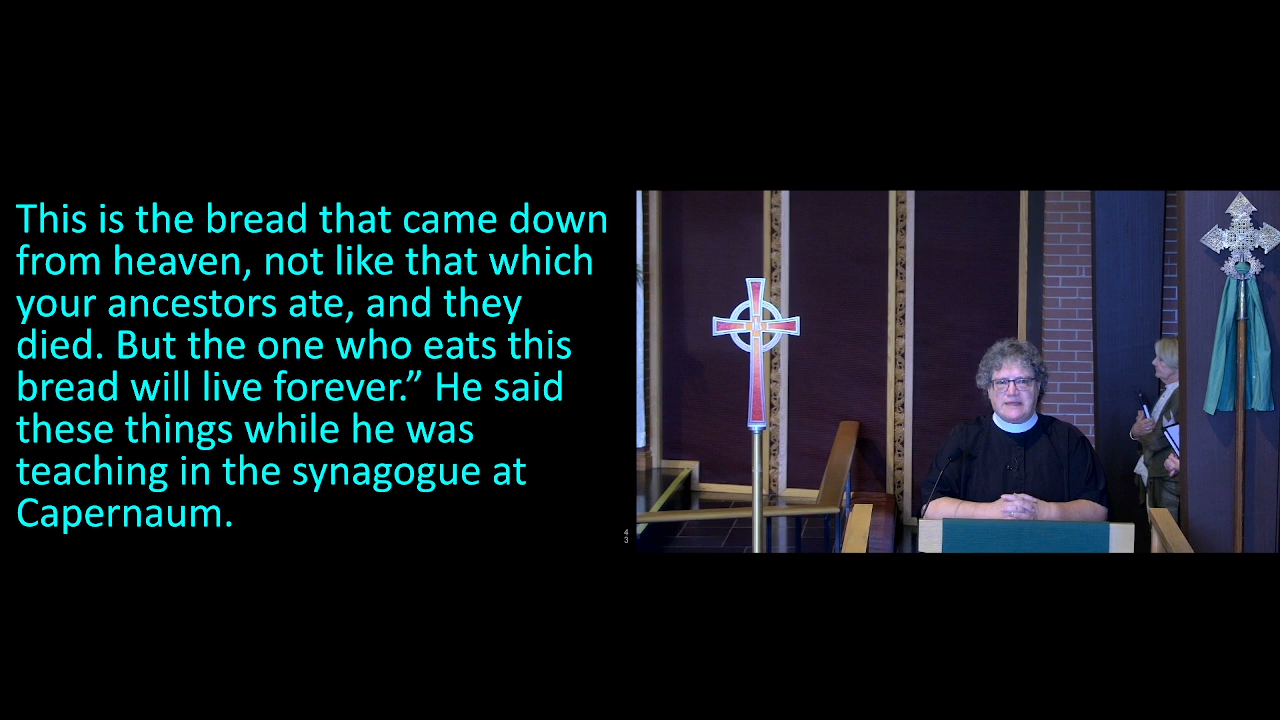 This is the bread that came down
from heaven, not like that which
your ancestors ate, and they
died. But the one who eats this
bread will live forever.” He said
these things while he was
teaching in the synagogue at
Capernaum.
4
3